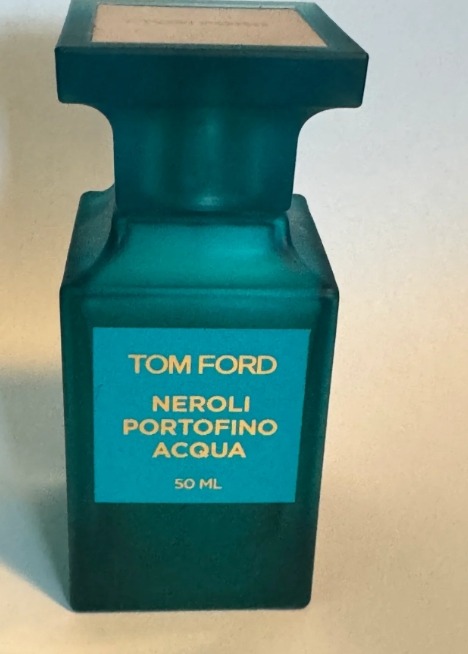 TOM FORD
NEROLI
PORTOFINO
ACQUA
50 ML